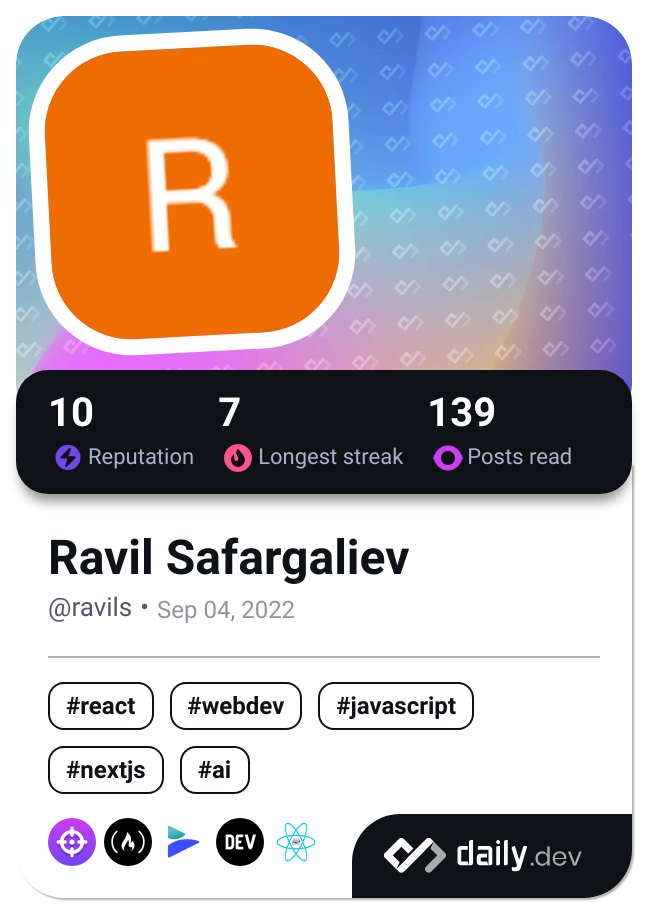 R
10 7 139
Reputation Longest streak Posts read
Ravil Safargaliev
@ravils • Sep 04, 2022
#react #webdev #javascript
#nextjs #ai
DEV
daily.dev